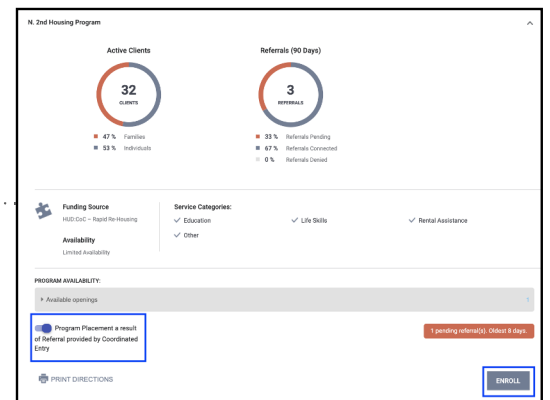 N. 2nd Housing Program
Active Clients
Referrals (90 Days)
32
CLIENTS
3
REFERRALS
47 % Families
53 % Individuals
33 % Referrals Pending
67 % Referrals Connected
0 % Referrals Denied
Funding Source
HUD:CoC – Rapid Re-Housing
Availability
Limited Availability
Service Categories:
Education
Life Skills
Rental Assistance
Other
PROGRAM AVAILABILITY:
Available openings 1
Program Placement a result
of Referral provided by Coordinated
Entry
1 pending referral(s). Oldest 8 days.
PRINT DIRECTIONS
ENROLL